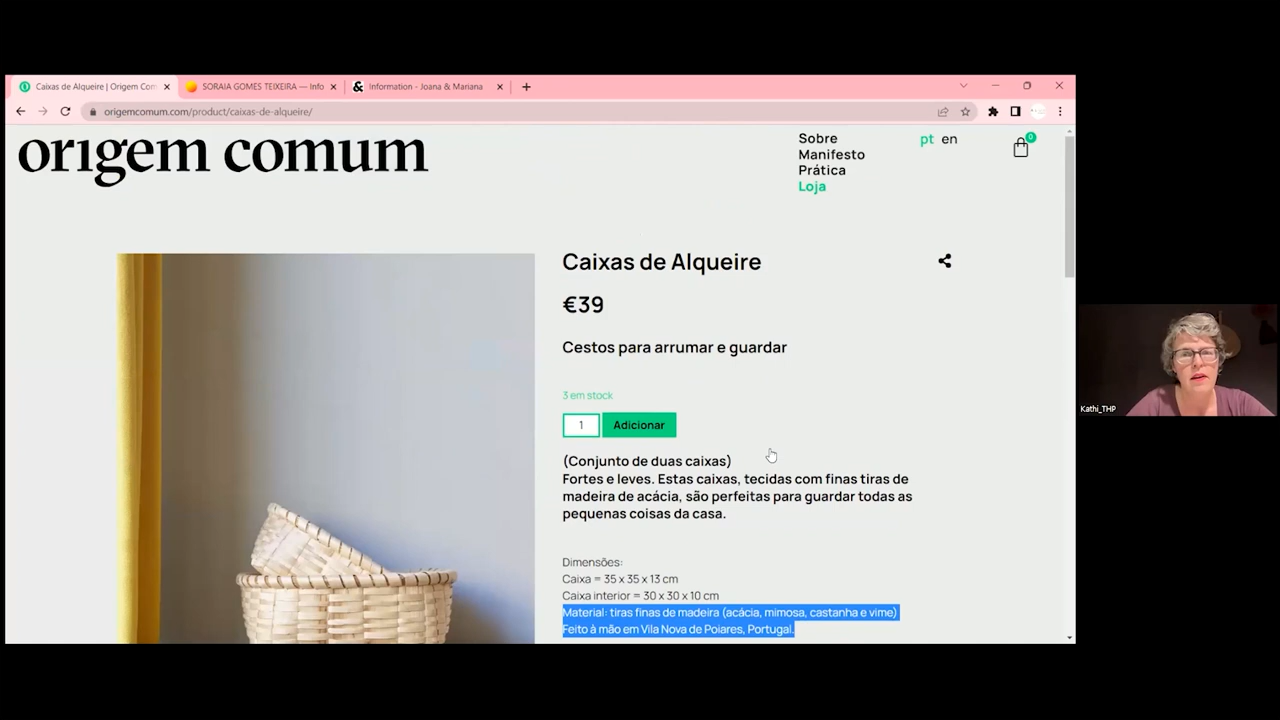 Caixas de Alqueire | Origem Com
SORAIA GOMES TEIXEIRA — Info
Information - Joana & Mariana
origemcomum.com/product/caixas-de-alqueire/
origem comum
Sobre
Manifesto
Prática
Loja
pt en
0
Caixas de Alqueire
€39
Cestos para arrumar e guardar
3 em stock
1 Adicionar
(Conjunto de duas caixas)
Fortes e leves. Estas caixas, tecidas com finas tiras de
madeira de acácia, são perfeitas para guardar todas as
pequenas coisas da casa.
Dimensões:
Caixa = 35 x 35 x 13 cm
Caixa interior = 30 x 30 x 10 cm
Material: tiras finas de madeira (acácia, mimosa, castanha e vime)
Feito à mão em Vila Nova de Poiares, Portugal.
Kathi_THP